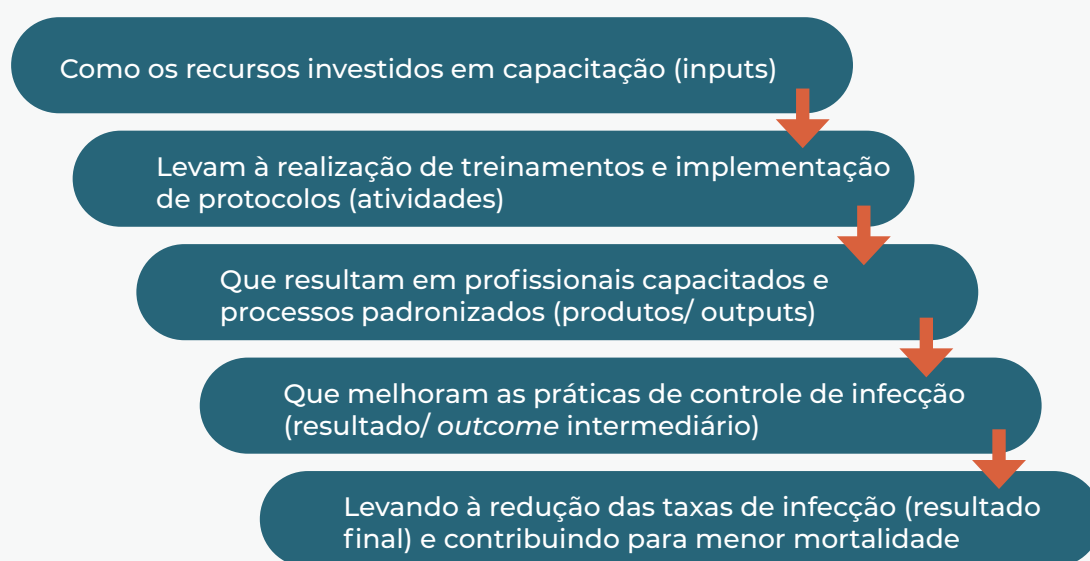 Como os recursos investidos em capacitação (inputs)
Levam à realização de treinamentos e implementação
de protocolos (atividades)
Que resultam em profissionais capacitados e
processos padronizados (produtos/ outputs)
Que melhoram as práticas de controle de infecção
(resultado/ outcome intermediário)
Levando à redução das taxas de infecção (resultado
final) e contribuindo para menor mortalidade